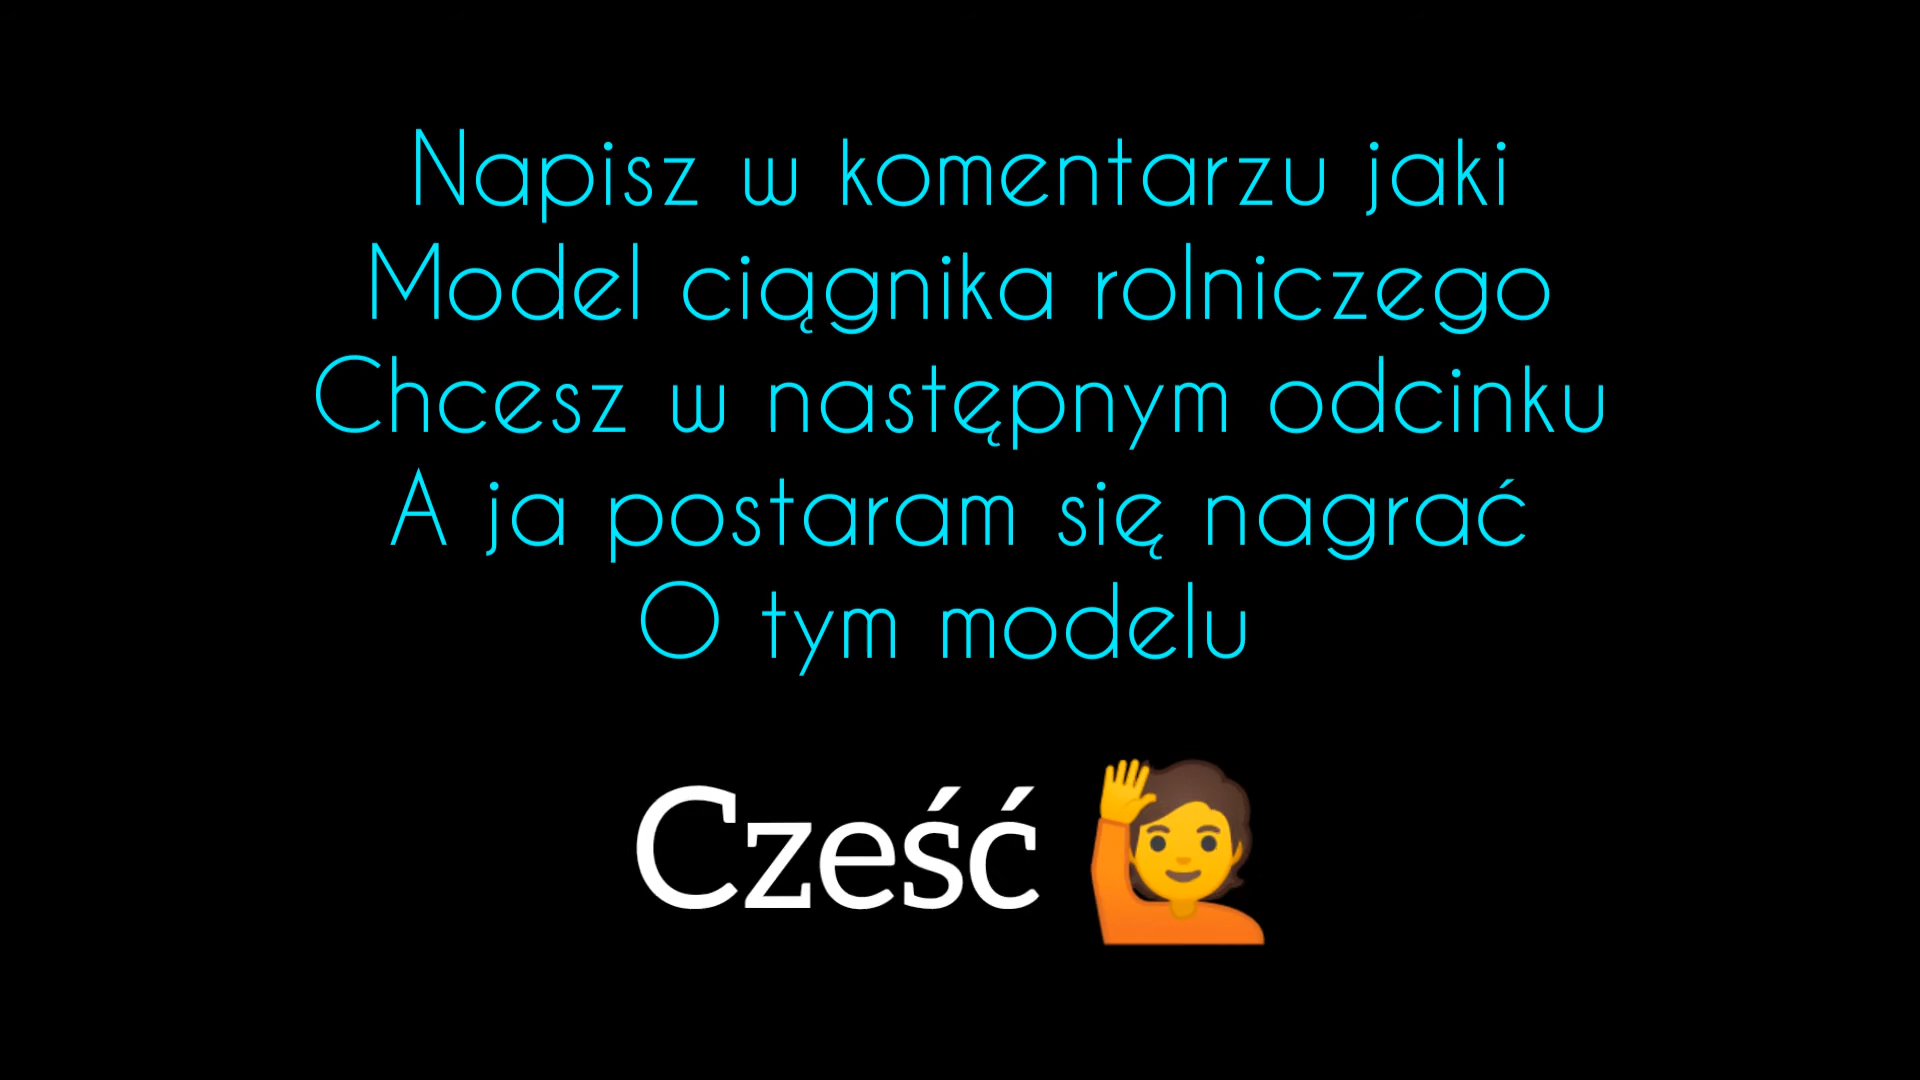 Napisz w komentarzu jaki
Model ciągnika rolniczego
Chcesz w następnym odcinku
A ja postaram się nagrać
O tym modelu
Cześć 🙋